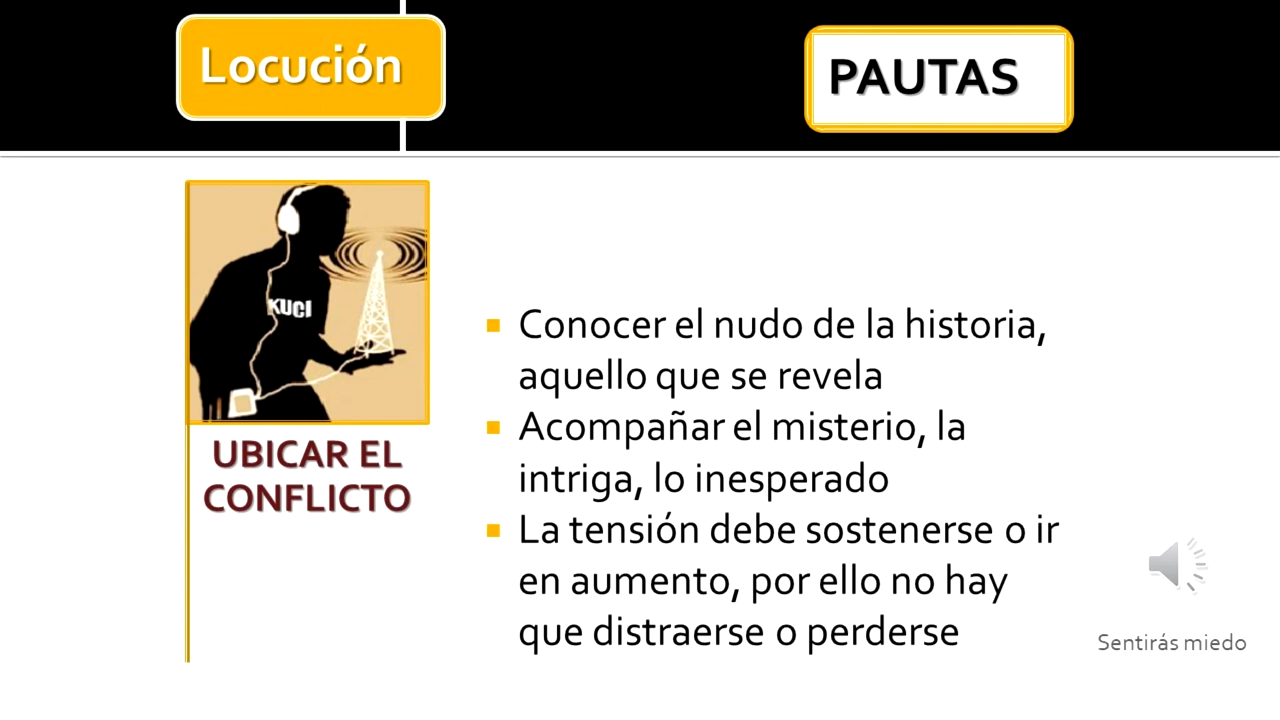 Locución
PAUTAS
KUCI
UBICAR EL
CONFLICTO
Conocer el nudo de la historia,
aquello que se revela
Acompañar el misterio, la
intriga, lo inesperado
La tensión debe sostenerse o ir
en aumento, por ello no hay
que distraerse o perderse
Sentirás miedo